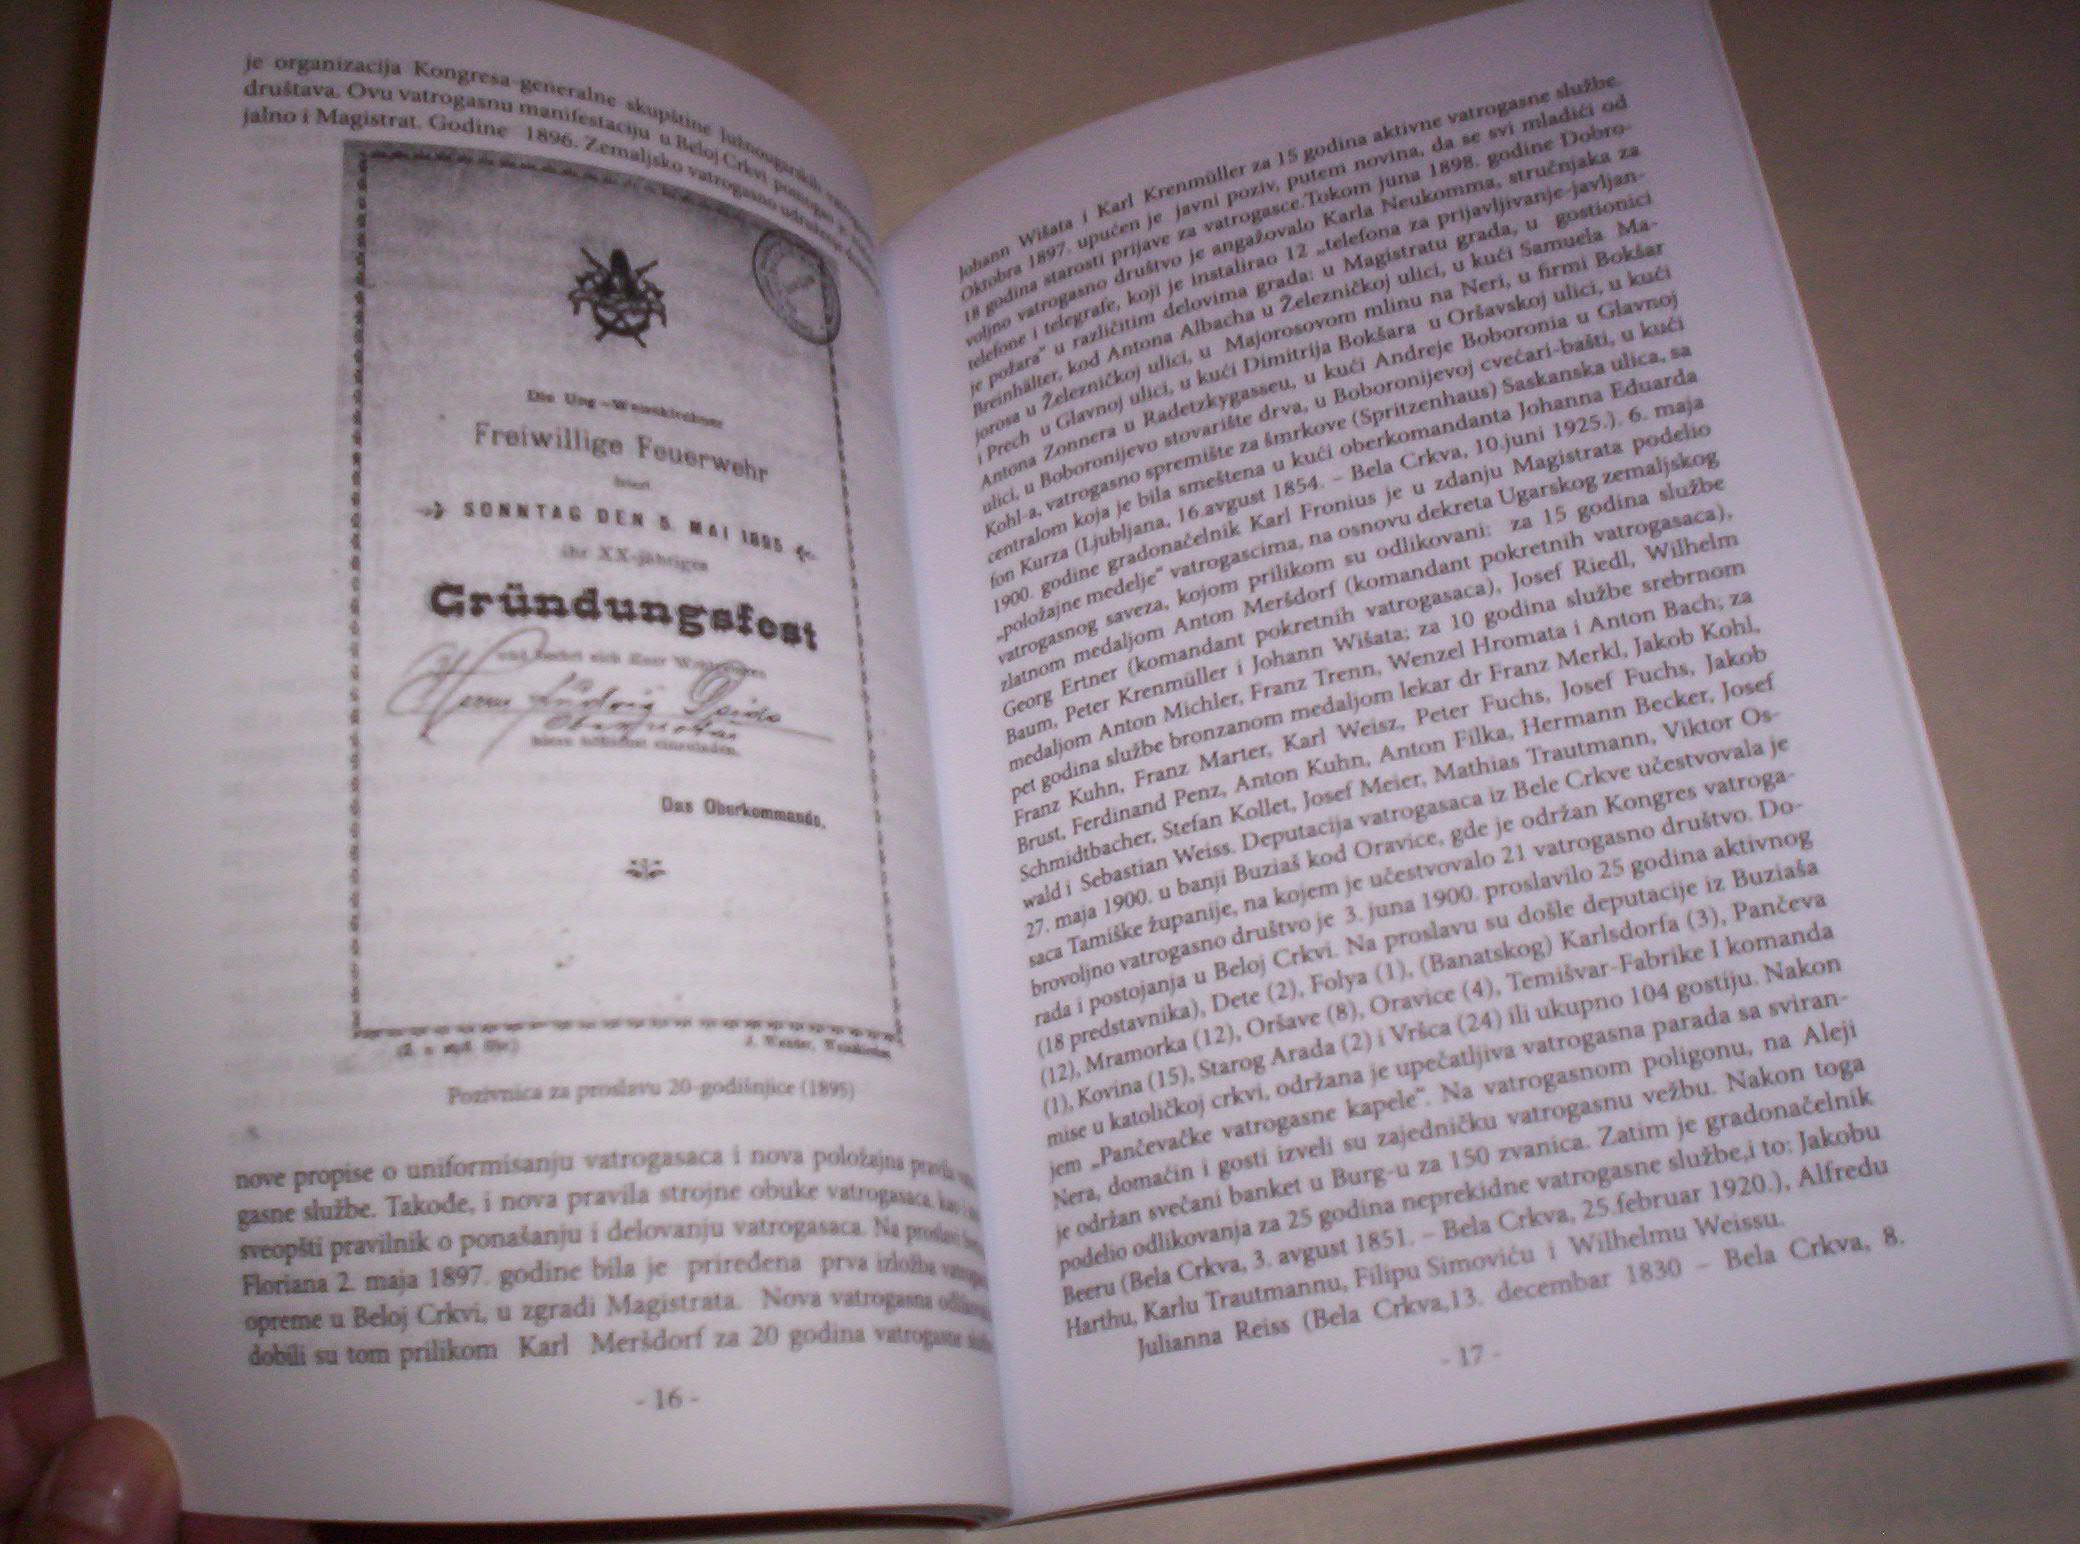 je organizacija Kongresa-generalne skupštine Južnougarskih
društava. Ovu vatrogasnu manifestaciju u Beloj Crkvi pomogao je
jalno i Magistrat. Godine 1896. Zemaljsko vatrogasno udruženje
Die Ung.-Weisskirchner
Freiwillige Feuerwehr
feiert
SONNTAG DEN 5. MAI 1895
ihr XX-jähriges
Gründungsfest
und beehrt sich Euer Wohlgeboren
Herrn Ludwig
hiezu höflichst einzuladen.
Das Oberkommando.
J. Wunder, Weisskirchen
Pozivnica za proslavu 20-godišnjice (1895)
nove propise o uniformisanju vatrogasaca i nova položajna pravila
gasne službe. Takođe, i nova pravila strojne obuke vatrogasaca, kao i
sveopšti pravilnik o ponašanju i delovanju vatrogasaca. Na proslavi
Floriana 2. maja 1897. godine bila je priređena prva izložba
opreme u Beloj Crkvi, u zgradi Magistrata. Nova vatrogasna
dobili su tom prilikom Karl Meršdorf za 20 godina vatrogasne
- 16 -
Johann Wišata i Karl Krenmüller za 15 godina aktivne vatrogasne službe.
Oktobra 1897. upućen je javni poziv, putem novina, da se svi mladići od
18 godina starosti prijave za vatrogasce.Tokom juna 1898. godine Dobro-
voljno vatrogasno društvo je angažovalo Karla Neukomma, stručnjaka za
telefone i telegrafe, koji je instalirao 12 „telefona za prijavljivanje-javljan-
je požara" u različitim delovima grada: u Magistratu grada, u gostionici
Breinhälter, kod Antona Albacha u Železničkoj ulici, u kući Samuela Ma-
jorosa u Železničkoj ulici, u Majorosovom mlinu na Neri, u firmi Bokšar
i Prech u Glavnoj ulici, u kući Dimitrija Bokšara u Oršavskoj ulici, u kući
Antona Zonnera u Radetzkygasseu, u kući Andreje Boboronia u Glavnoj
ulici, u Boboronijevo stovarište drva, u Boboronijevoj cvećari-bašti, u kući
Kohl-a, vatrogasno spremište za šmrkove (Spritzenhaus) Saskanska ulica, sa
centralom koja je bila smeštena u kući oberkomandanta Johanna Eduarda
fon Kurza (Ljubljana, 16.avgust 1854. – Bela Crkva, 10.juni 1925.). 6. maja
1900. godine gradonačelnik Karl Fronius je u zdanju Magistrata podelio
„položajne medelje" vatrogascima, na osnovu dekreta Ugarskog zemaljskog
vatrogasnog saveza, kojom prilikom su odlikovani: za 15 godina službe
zlatnom medaljom Anton Meršdorf (komandant pokretnih vatrogasaca),
Georg Ertner (komandant pokretnih vatrogasaca), Josef Riedl, Wilhelm
Baum, Peter Krenmüller i Johann Wišata; za 10 godina službe srebrnom
medaljom Anton Michler, Franz Trenn, Wenzel Hromata i Anton Bach; za
pet godina službe bronzanom medaljom lekar dr Franz Merkl, Jakob Kohl,
Franz Kuhn, Franz Marter, Karl Weisz, Peter Fuchs, Josef Fuchs, Jakob
Brust, Ferdinand Penz, Anton Kuhn, Anton Filka, Hermann Becker, Josef
Schmidtbacher, Stefan Kollet, Josef Meier, Mathias Trautmann, Viktor Os-
wald i Sebastian Weiss. Deputacija vatrogasaca iz Bele Crkve učestvovala je
27. maja 1900. u banji Buziaš kod Oravice, gde je održan Kongres vatroga-
saca Tamiške županije, na kojem je učestvovalo 21 vatrogasno društvo. Do-
brovoljno vatrogasno društvo je 3. juna 1900. proslavilo 25 godina aktivnog
rada i postojanja u Beloj Crkvi. Na proslavu su došle deputacije iz Buziaša
(18 predstavnika), Dete (2), Folya (1), (Banatskog) Karlsdorfa (3), Pančeva
(12), Mramorka (12), Oršave (8), Oravice (4), Temišvar-Fabrike I komanda
(1), Kovina (15), Starog Arada (2) i Vršca (24) ili ukupno 104 gostiju. Nakon
mise u katoličkoj crkvi, održana je upečatljiva vatrogasna parada sa sviran-
jem „Pančevačke vatrogasne kapele". Na vatrogasnom poligonu, na Aleji
Nera, domaćin i gosti izveli su zajedničku vatrogasnu vežbu. Nakon toga
je održan svečani banket u Burg-u za 150 zvanica. Zatim je gradonačelnik
podelio odlikovanja za 25 godina neprekidne vatrogasne službe,i to: Jakobu
Beeru (Bela Crkva, 3. avgust 1851. – Bela Crkva, 25.februar 1920.), Alfredu
Harthu, Karlu Trautmannu, Filipu Simoviću i Wilhelmu Weissu.
Julianna Reiss (Bela Crkva,13. decembar 1830 – Bela Crkva, 8.
- 17 -